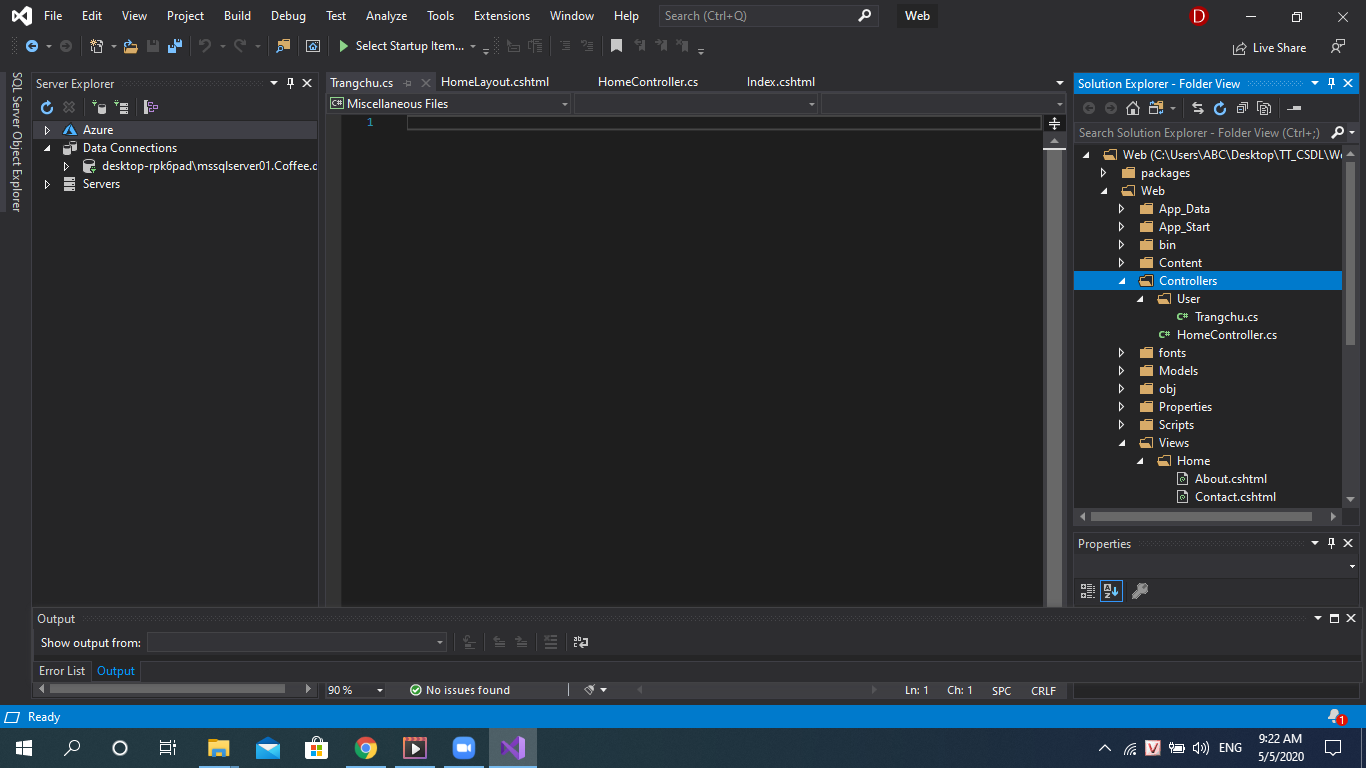 File Edit View Project Build Debug Test Analyze Tools Extensions Window Help Search (Ctrl+Q) Web D
Select Startup Item... Live Share
SQL Server Object Explorer
Server Explorer
Azure
Data Connections
desktop-rpk6pad\mssqlserver01.Coffee.c
Servers
Trangchu.cs HomeLayout.cshtml HomeController.cs Index.cshtml
C# Miscellaneous Files
1
Solution Explorer - Folder View
Search Solution Explorer - Folder View (Ctrl+;)
Web (C:\Users\ABC\Desktop\TT_CSDL\We
packages
Web
App_Data
App_Start
bin
Content
Controllers
User
C# Trangchu.cs
C# HomeController.cs
fonts
Models
obj
Properties
Scripts
Views
Home
About.cshtml
Contact.cshtml
Properties
Output
Show output from:
Error List Output
90 % No issues found Ln: 1 Ch: 1 SPC CRLF
Ready 1
ENG 9:22 AM
5/5/2020